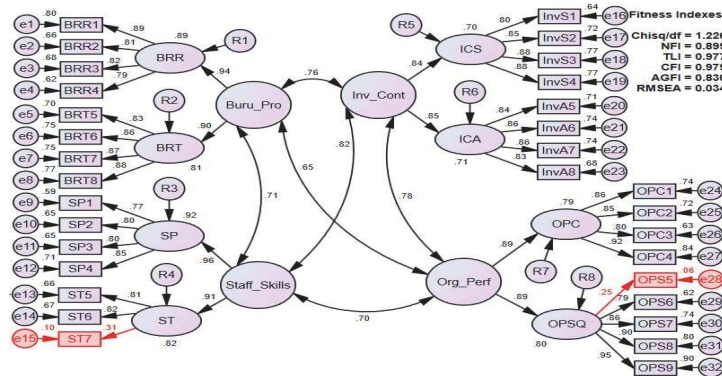 Fitness Indexes
Chisq/df = 1.226
NFI = 0.899
TLI = 0.977
CFI = 0.979
AGFI = 0.830
RMSEA = 0.034
e1 .80 BRR1 .89
e2 .66 BRR2 .81
e3 .68 BRR3 .82
e4 .62 BRR4 .79
BRR .89 R1
e5 .70 BRT5 .83
e6 .75 BRT6 .86
e7 .75 BRT7 .87
e8 .77 BRT8 .88
BRT .81 R2
.94
.90
Buru_Pro
e9 .59 SP1 .77
e10 .65 SP2 .80
e11 .65 SP3 .80
e12 .71 SP4 .85
SP .92 R3
e13 .66 ST5 .81
e14 .67 ST6 .82
e15 .10 ST7 .31
ST .82 R4
.96
.91
Staff_Skills
.76
.82
.71
.65
.78
.70
Inv_Cont
.84
.85
R5 ICS .70
.80 InvS1 .64 e16
.85 InvS2 .72 e17
.88 InvS3 .77 e18
.88 InvS4 .77 e19
R6 ICA .71
.84 InvA5 .71 e20
.86 InvA6 .74 e21
.86 InvA7 .74 e22
.83 InvA8 .68 e23
Org_Perf
.89
.89
R7 OPC .79
.86 OPC1 .74 e24
.85 OPC2 .72 e25
.80 OPC3 .63 e26
.92 OPC4 .84 e27
R8 OPSQ .80
.25 OPS5 .06 e28
.79 OPS6 .62 e29
.86 OPS7 .74 e30
.90 OPS8 .80 e31
.95 OPS9 .90 e32